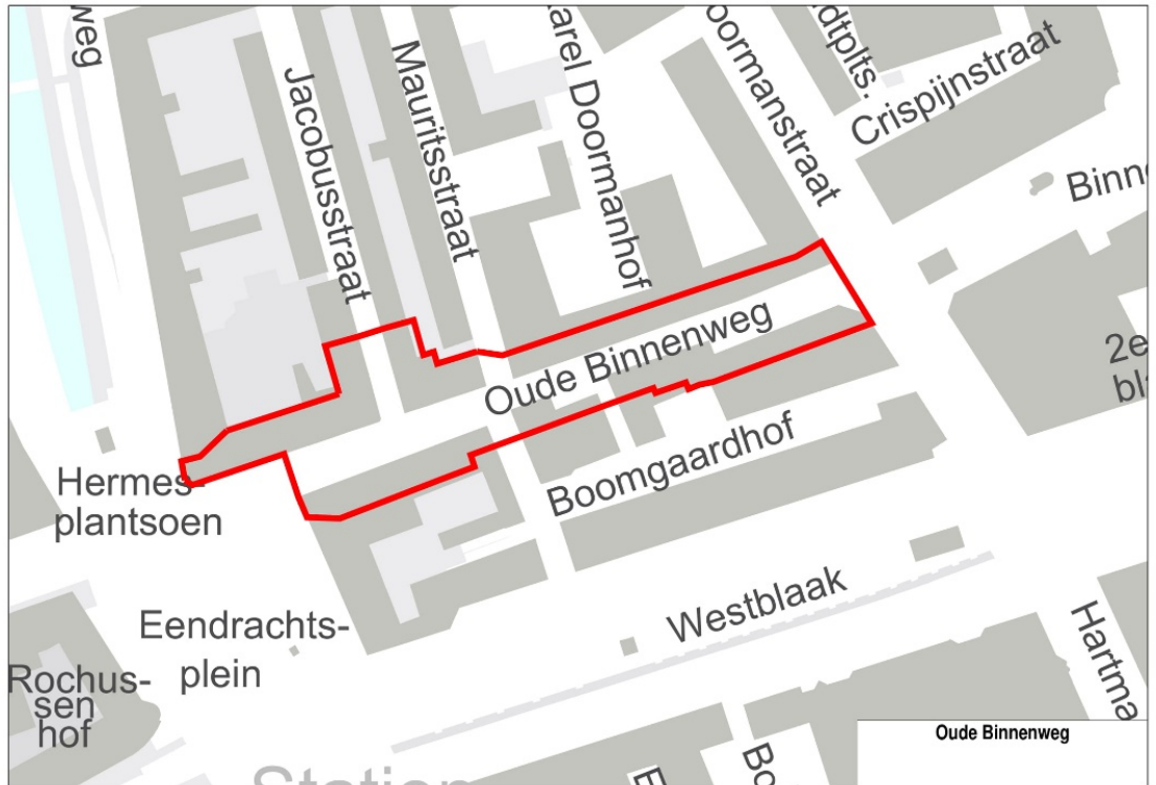 weg
Jacobusstraat
Mauritsstraat
arel Doormanhof
oormanstraat
dtplts.
Crispijnstraat
Binn
Oude Binnenweg
Boomgaardhof
2e
bl
Hermes-
plantsoen
Eendrachts-
plein
Westblaak
Rochus-
sen
hof
Hartma
Oude Binnenweg
Station